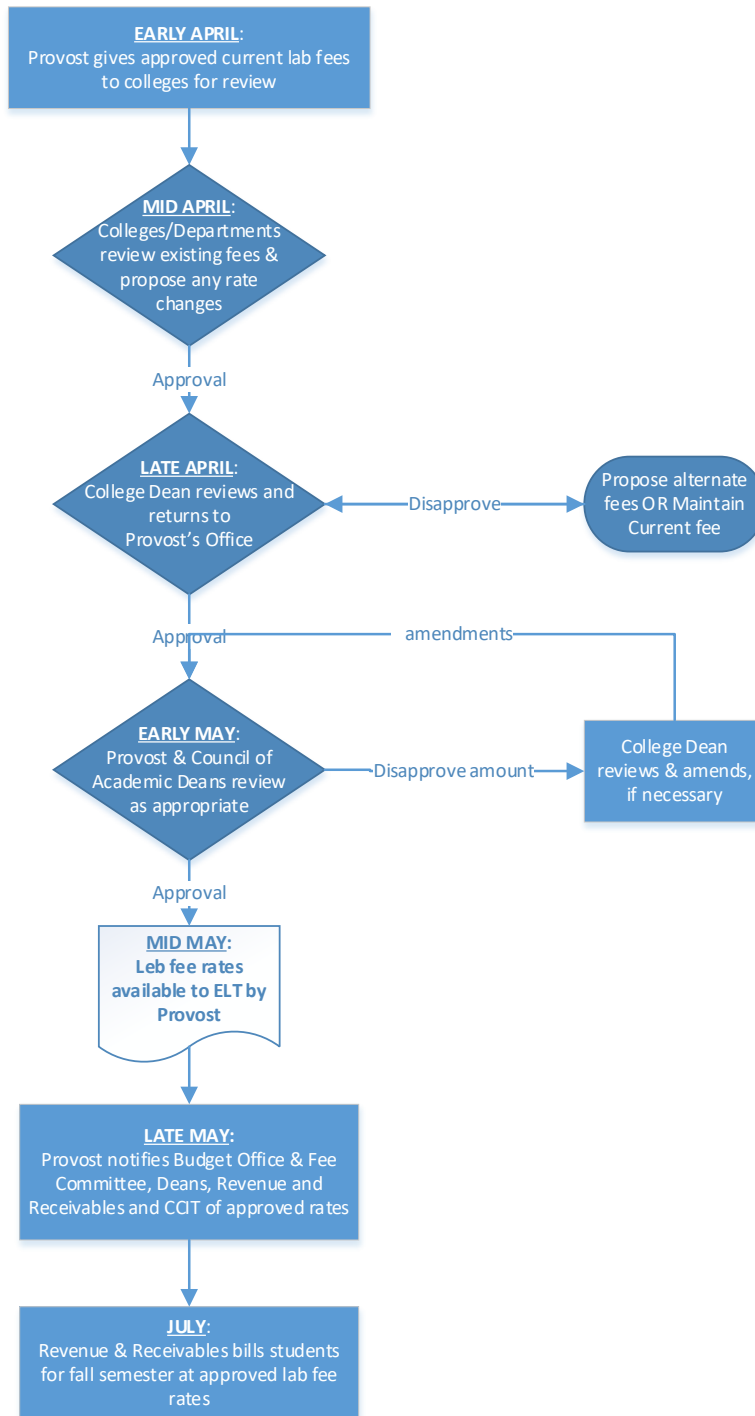 EARLY APRIL:
Provost gives approved current lab fees
to colleges for review
MID APRIL:
Colleges/Departments
review existing fees &
propose any rate
changes
Approval
LATE APRIL:
College Dean reviews and
returns to
Provost's Office
Disapprove
Propose alternate
fees OR Maintain
Current fee
Approval
amendments
EARLY MAY:
Provost & Council of
Academic Deans review
as appropriate
Disapprove amount
College Dean
reviews & amends,
if necessary
Approval
MID MAY:
Leb fee rates
available to ELT by
Provost
LATE MAY:
Provost notifies Budget Office & Fee
Committee, Deans, Revenue and
Receivables and CCIT of approved rates
JULY:
Revenue & Receivables bills students
for fall semester at approved lab fee
rates